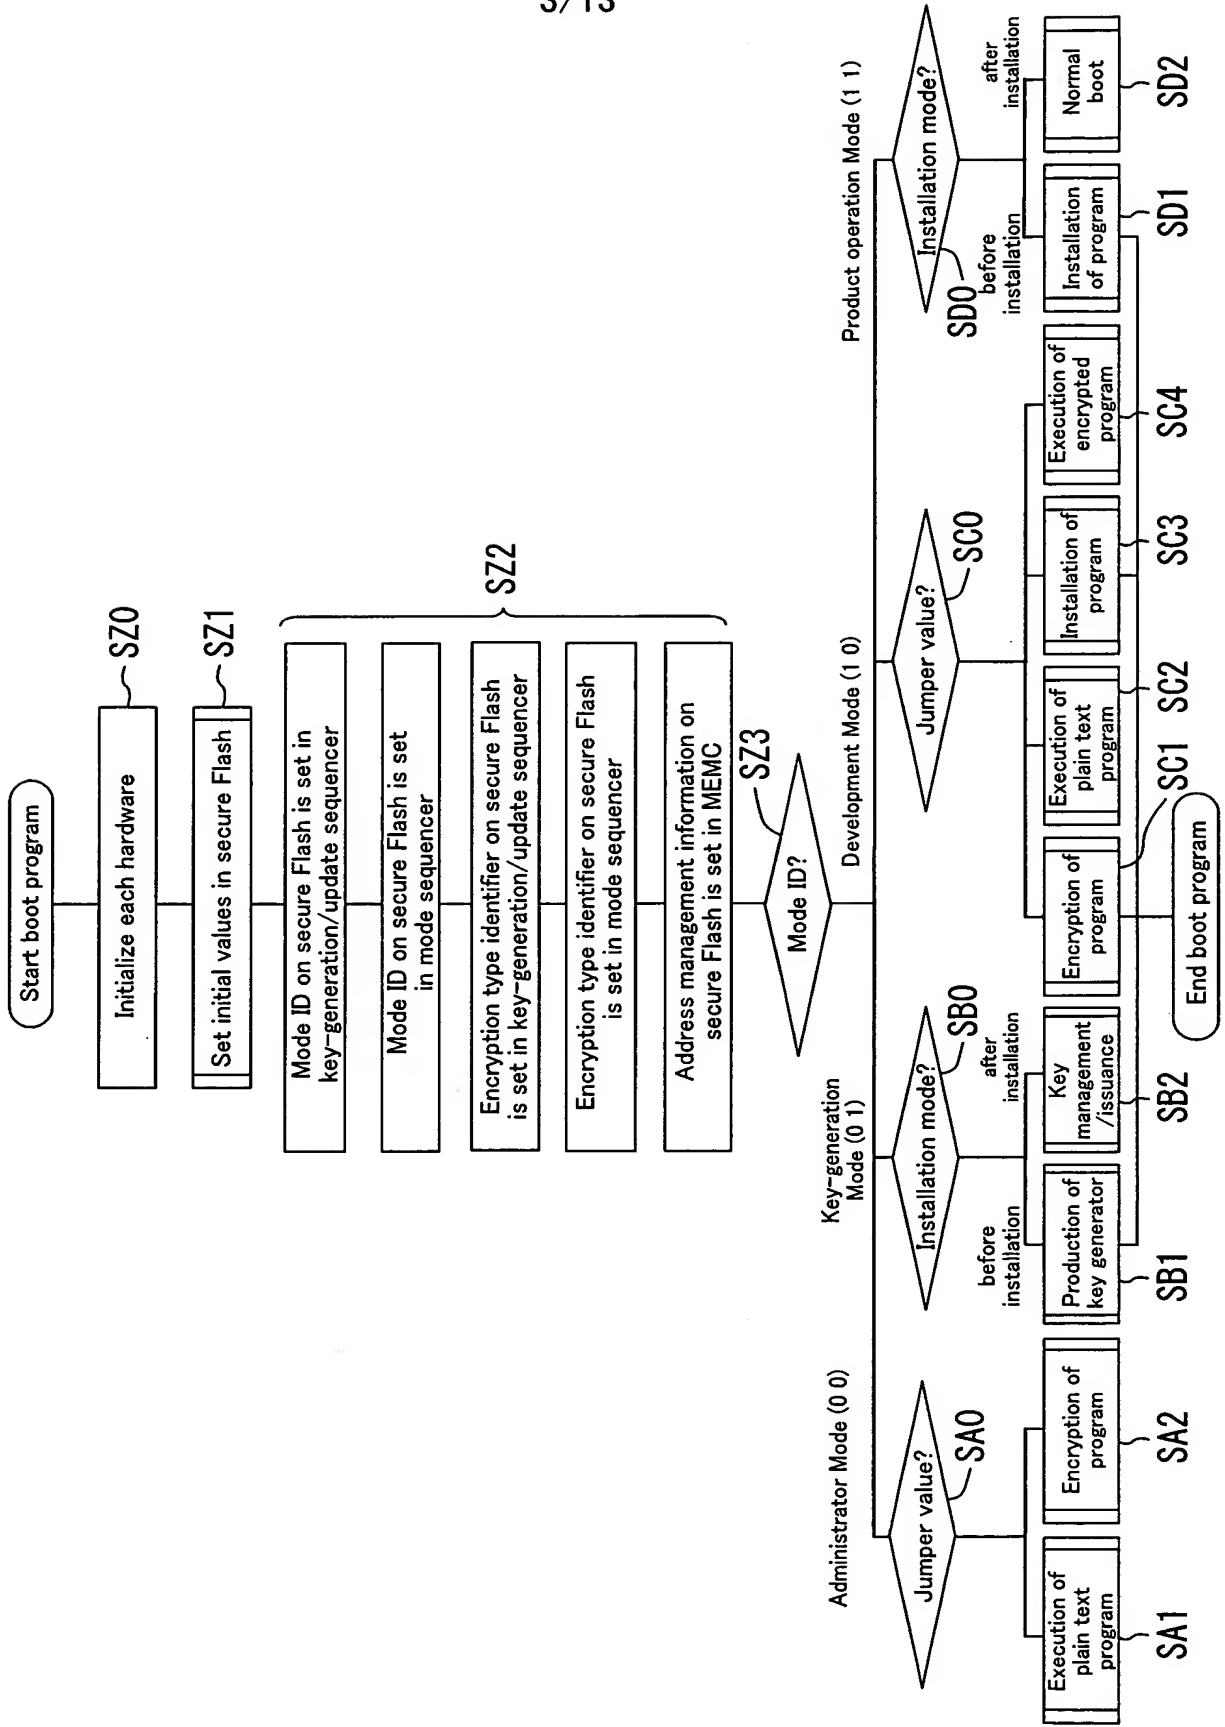 3/13
Start boot program
Initialize each hardware
SZ0
Set initial values in secure Flash
SZ1
Mode ID on secure Flash is set in
key-generation/update sequencer
Mode ID on secure Flash is set
in mode sequencer
Encryption type identifier on secure Flash
is set in key-generation/update sequencer
Encryption type identifier on secure Flash
is set in mode sequencer
Address management information on
secure Flash is set in MEMC
SZ2
Mode ID?
SZ3
Administrator Mode (0 0)
Key-generation
Mode (0 1)
Development Mode (1 0)
Product operation Mode (1 1)
Jumper value?
SA0
Installation mode?
SB0
Jumper value?
SC0
Installation mode?
SD0
before
installation
after
installation
before
installation
after
installation
Execution of
plain text
program
SA1
Encryption of
program
SA2
Production of
key generator
SB1
Key
management
/issuance
SB2
Encryption of
program
SC1
Execution of
plain text
program
SC2
Installation of
program
SC3
Execution of
encrypted
program
SC4
Installation
of program
SD1
Normal
boot
SD2
End boot program